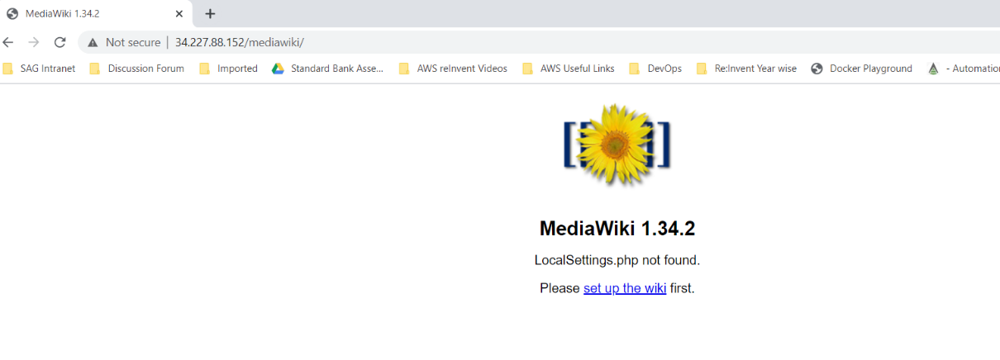 MediaWiki 1.34.2
Not secure | 34.227.88.152/mediawiki/
SAG Intranet Discussion Forum Imported Standard Bank Asse... AWS reInvent Videos AWS Useful Links DevOps Re:Invent Year wise Docker Playground - Automation
MediaWiki 1.34.2
LocalSettings.php not found.
Please set up the wiki first.